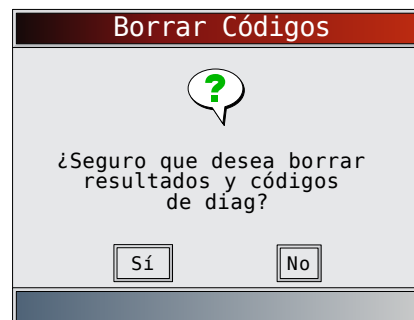 Borrar Códigos
?
¿Seguro que desea borrar
resultados y códigos
de diag?
Sí
No